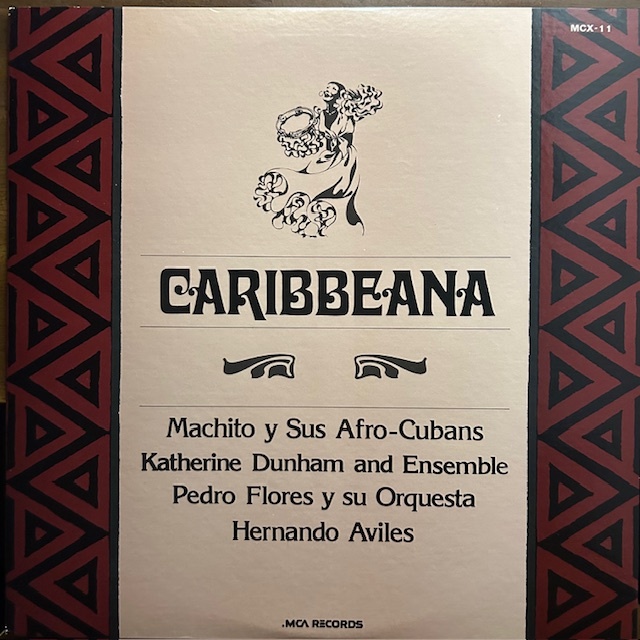 MCX-11
CARIBBEANA
Machito y Sus Afro-Cubans
Katherine Dunham and Ensemble
Pedro Flores y su Orquesta
Hernando Aviles
.MCA RECORDS